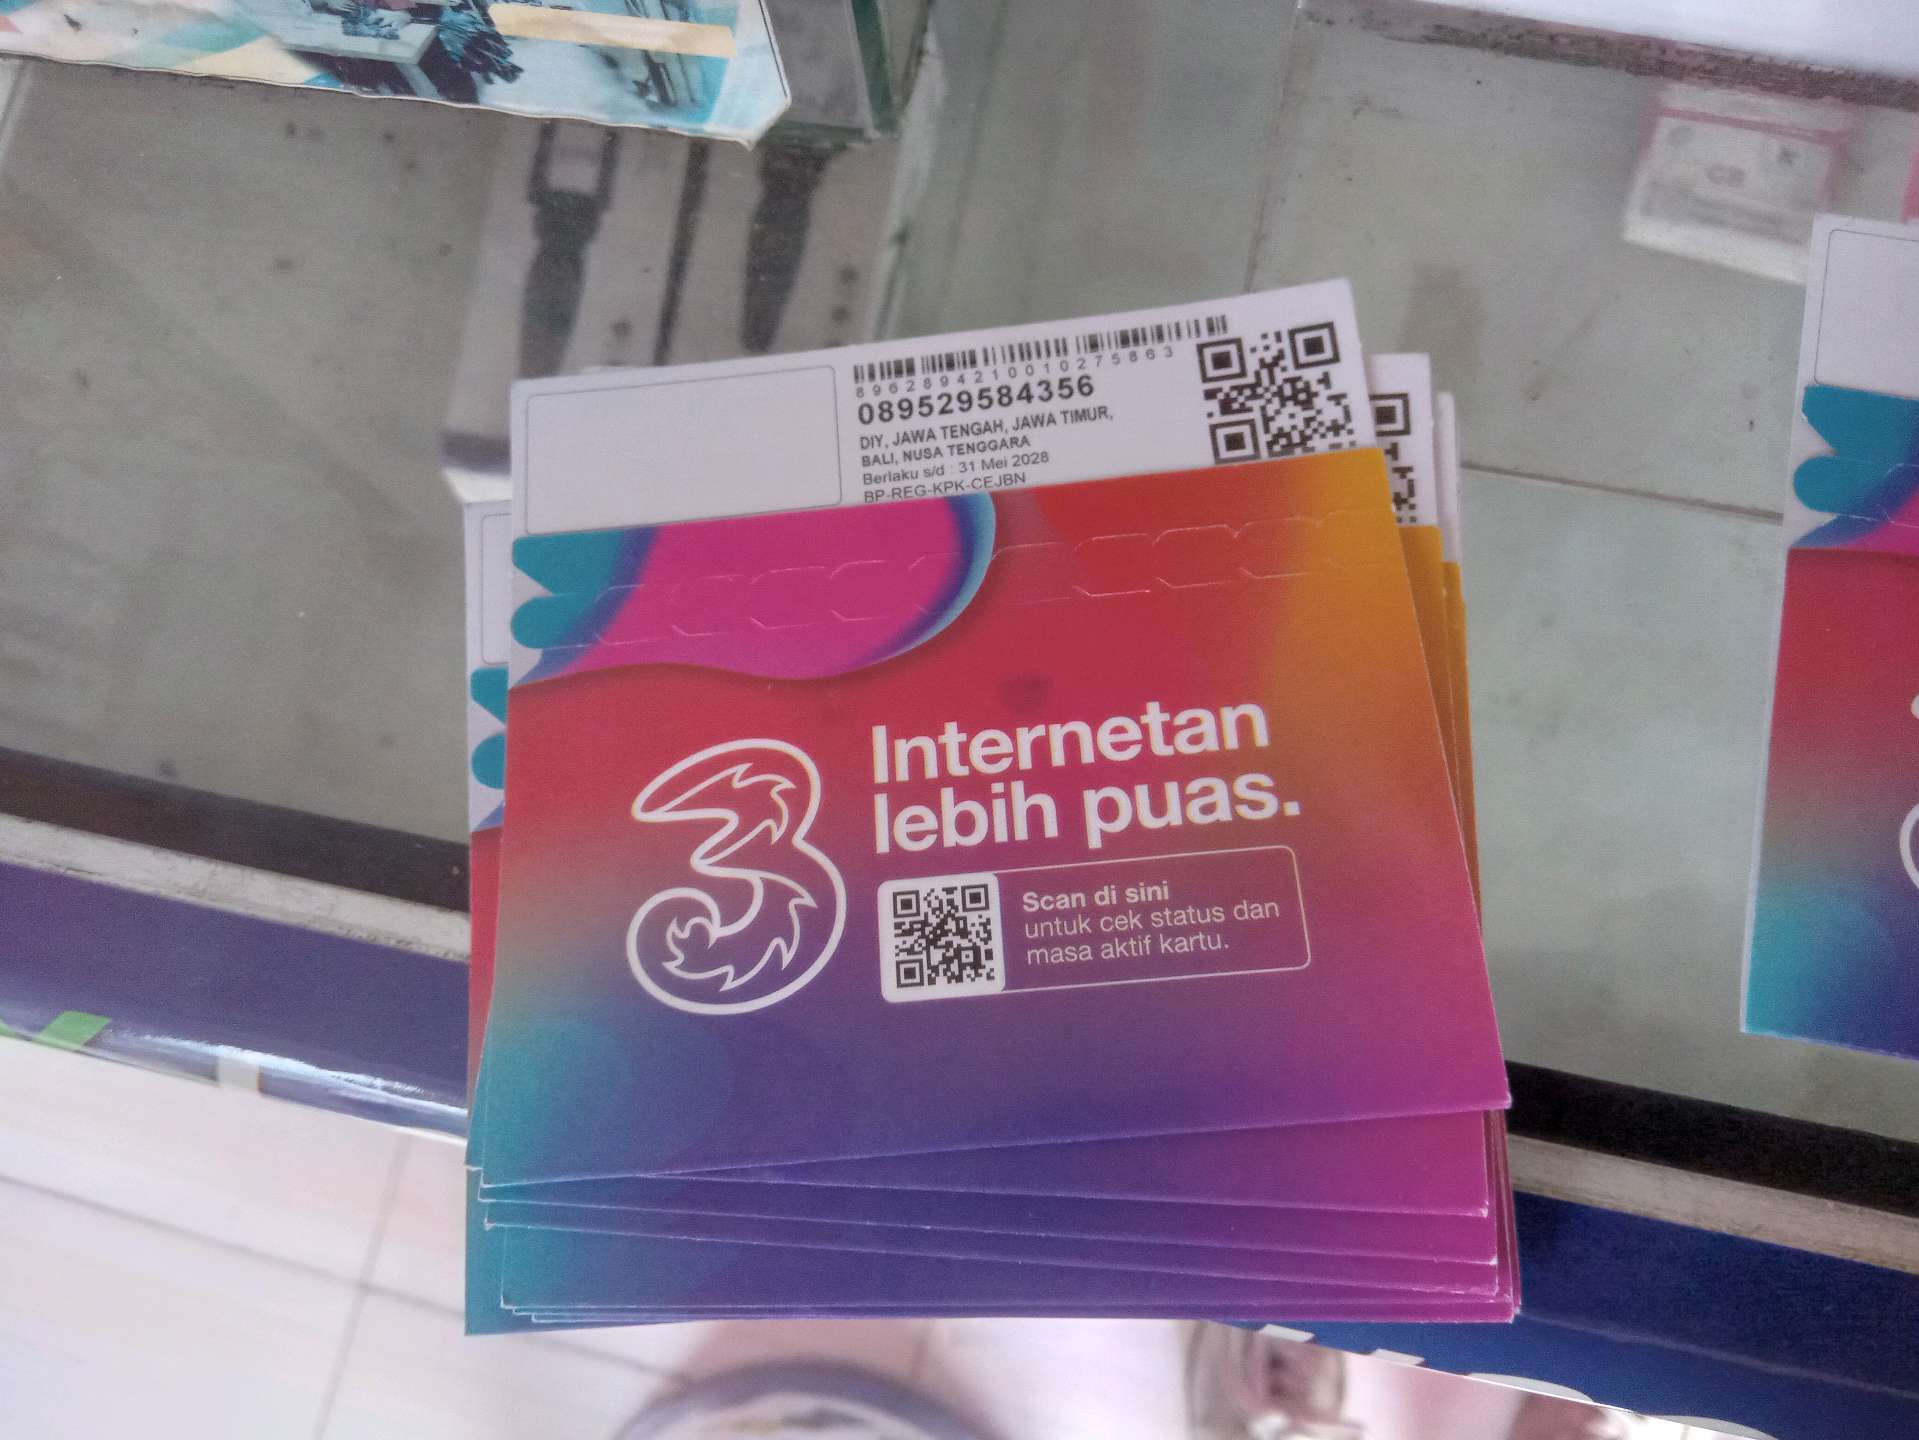 8962894210010275863
089529584356
DIY, JAWA TENGAH, JAWA TIMUR,
BALI, NUSA TENGGARA
Berlaku s/d : 31 Mei 2028
BP-REG-KPK-CEJBN
3
Internetan
lebih puas.
Scan di sini
untuk cek status dan
masa aktif kartu.